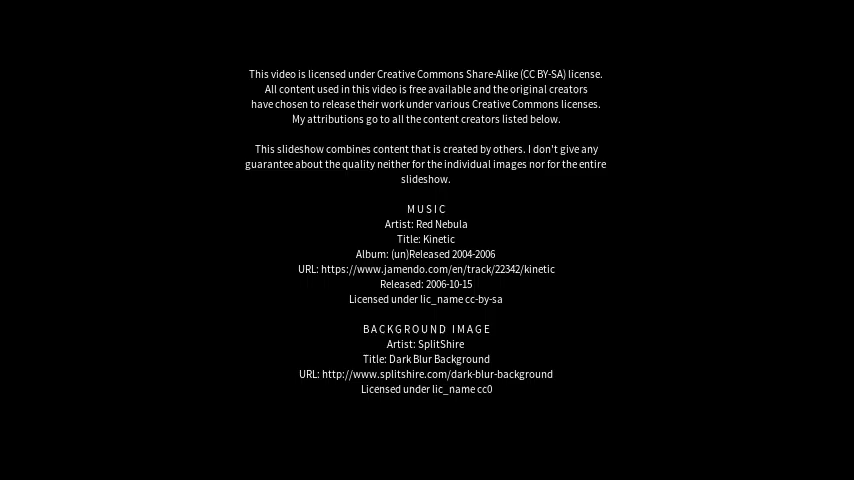 This video is licensed under Creative Commons Share-Alike (CC BY-SA) license.
All content used in this video is free available and the original creators
have chosen to release their work under various Creative Commons licenses.
My attributions go to all the content creators listed below.
This slideshow combines content that is created by others. I don't give any
guarantee about the quality neither for the individual images nor for the entire
slideshow.
MUSIC
Artist: Red Nebula
Title: Kinetic
Album: (un)Released 2004-2006
URL: https://www.jamendo.com/en/track/22342/kinetic
Released: 2006-10-15
Licensed under lic_name cc-by-sa
BACKGROUND IMAGE
Artist: SplitShire
Title: Dark Blur Background
URL: http://www.splitshire.com/dark-blur-background
Licensed under lic_name cc0